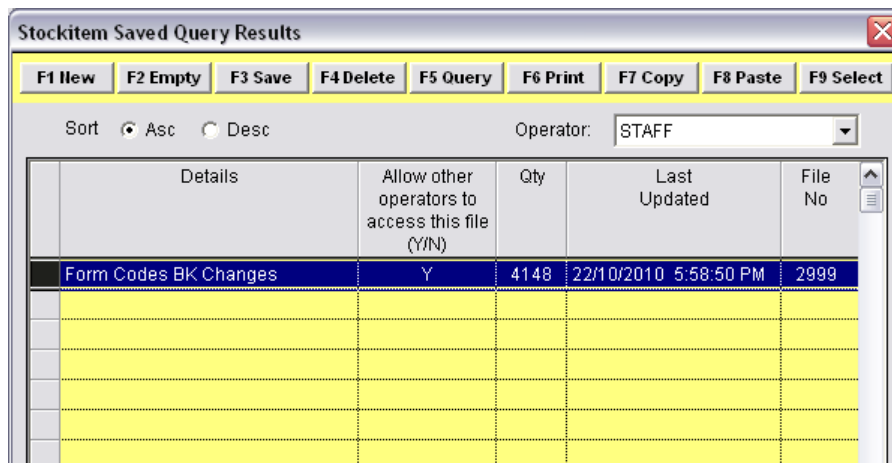 Stockitem Saved Query Results
F1 New F2 Empty F3 Save F4 Delete F5 Query F6 Print F7 Copy F8 Paste F9 Select
Sort Asc Desc Operator: STAFF
Details Allow other Qty Last File
operators to Updated No
access this file
(Y/N)
Form Codes BK Changes Y 4148 22/10/2010 5:58:50 PM 2999